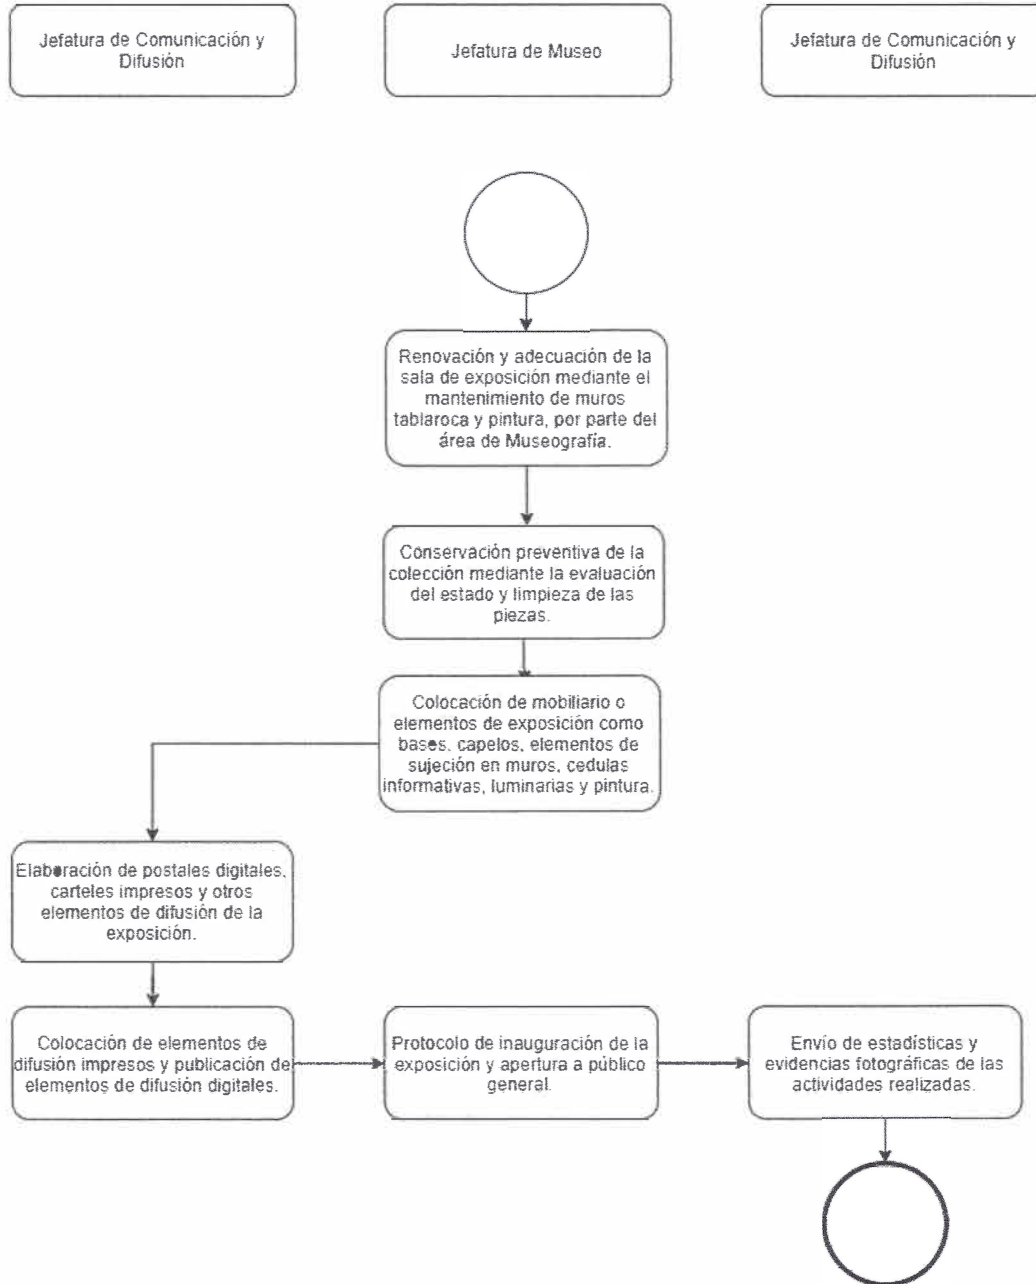 Jefatura de Comunicación y
Difusión
Jefatura de Museo
Jefatura de Comunicación y
Difusión
Renovación y adecuación de la
sala de exposición mediante el
mantenimiento de muros
tablaroca y pintura, por parte del
área de Museografía.
Conservación preventiva de la
colección mediante la evaluación
del estado y limpieza de las
piezas.
Colocación de mobiliario o
elementos de exposición como
bases, capelos, elementos de
sujeción en muros, cedulas
informativas, luminarias y pintura.
Elaboración de postales digitales,
carteles impresos y otros
elementos de difusión de la
exposición.
Colocación de elementos de
difusión impresos y publicación de
elementos de difusión digitales.
Protocolo de inauguración de la
exposición y apertura a público
general.
Envío de estadísticas y
evidencias fotográficas de las
actividades realizadas.